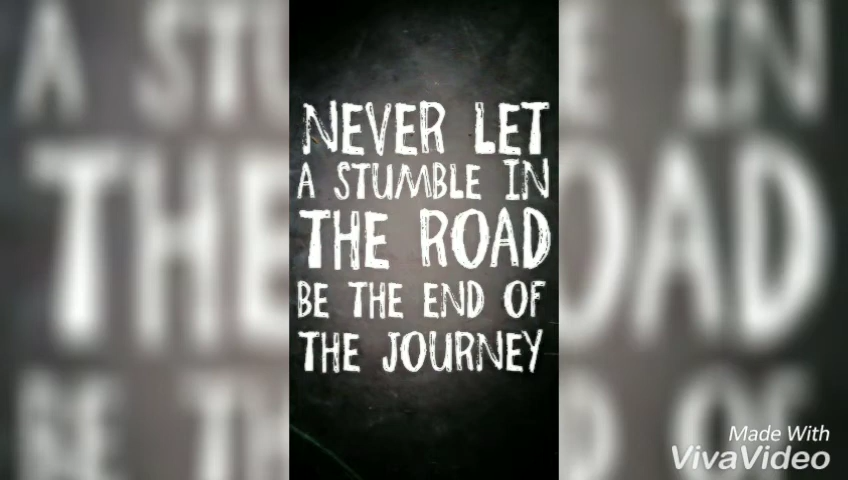 NEVER LET
A STUMBLE IN
THE ROAD
BE THE END OF
THE JOURNEY
Made With
VivaVideo